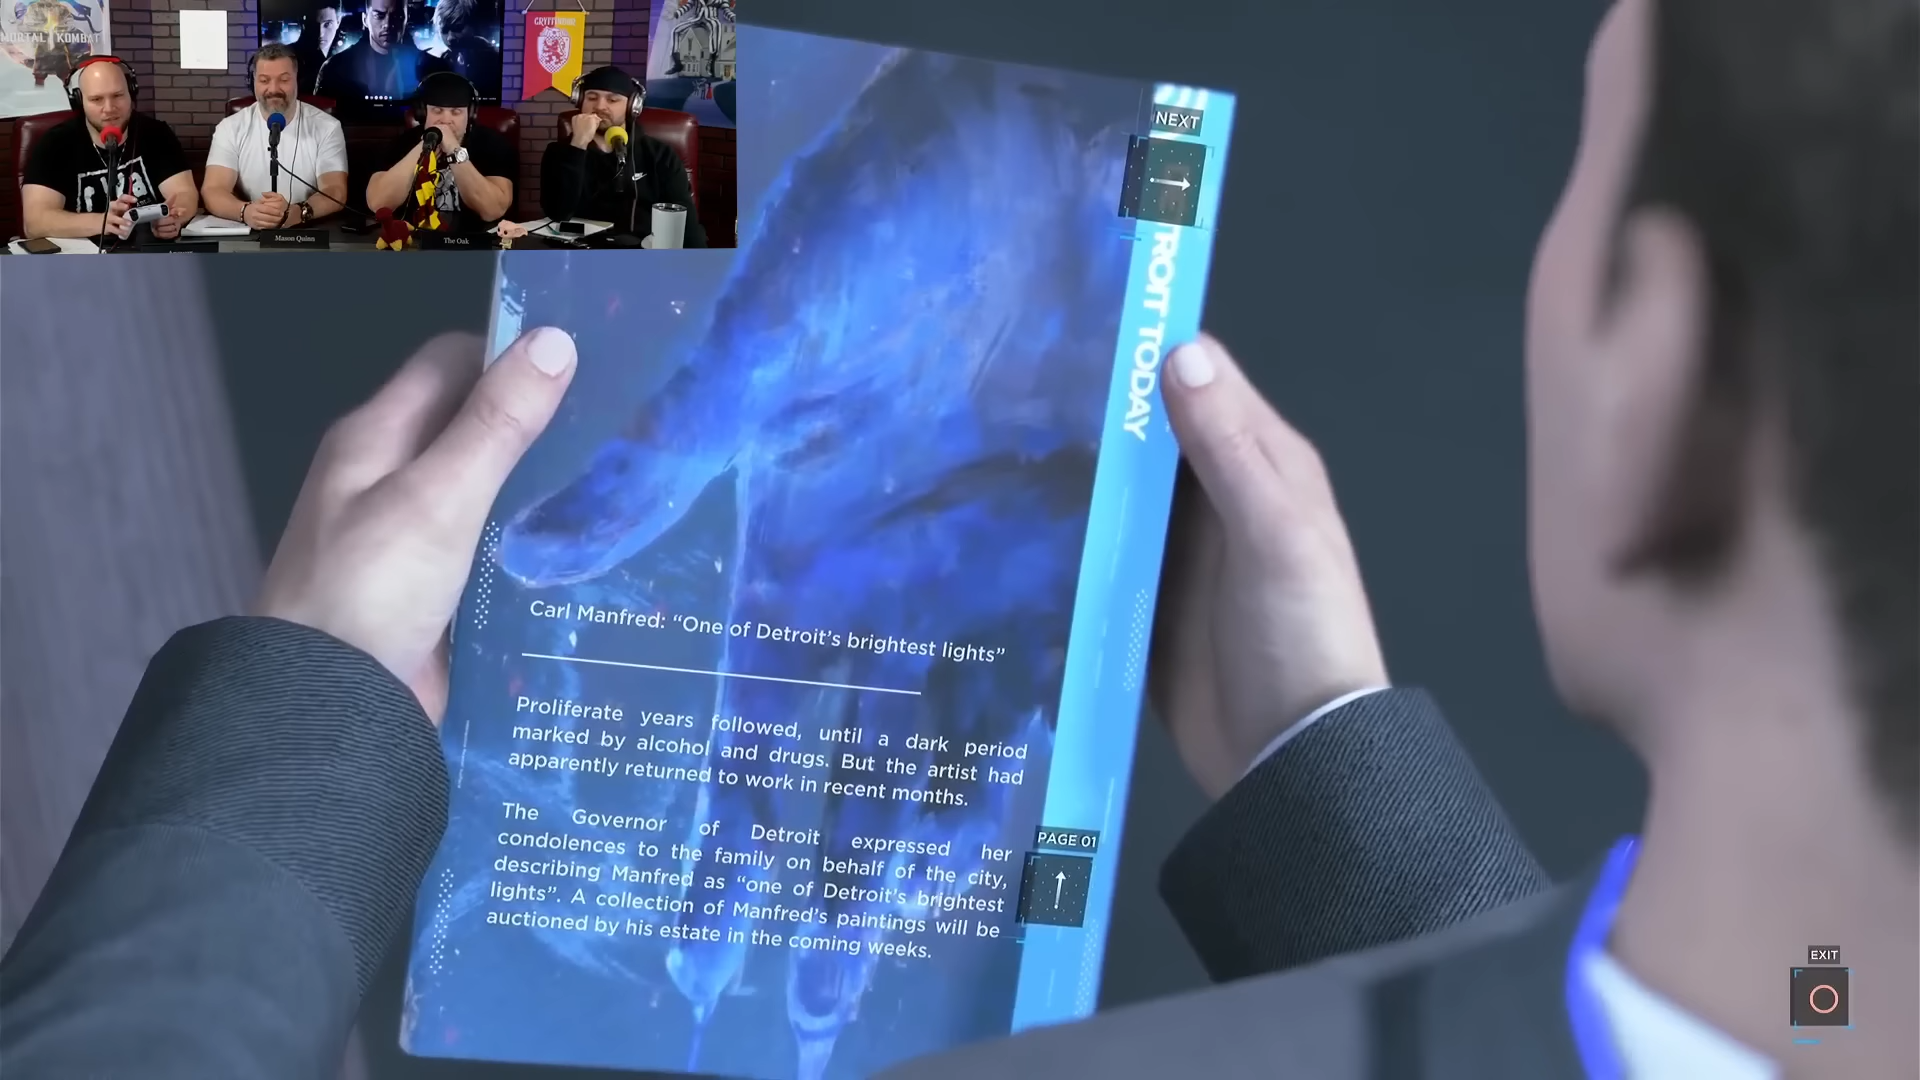 MORTAL KOMBAT
GRYFFINDOR
Mason Quinn
The Oak
NEXT
TROIT TODAY
Carl Manfred: “One of Detroit’s brightest lights”
Proliferate years followed, until a dark period
marked by alcohol and drugs. But the artist had
apparently returned to work in recent months.
The Governor of Detroit expressed her
condolences to the family on behalf of the city,
describing Manfred as “one of Detroit’s brightest
lights”. A collection of Manfred’s paintings will be
auctioned by his estate in the coming weeks.
PAGE 01
EXIT